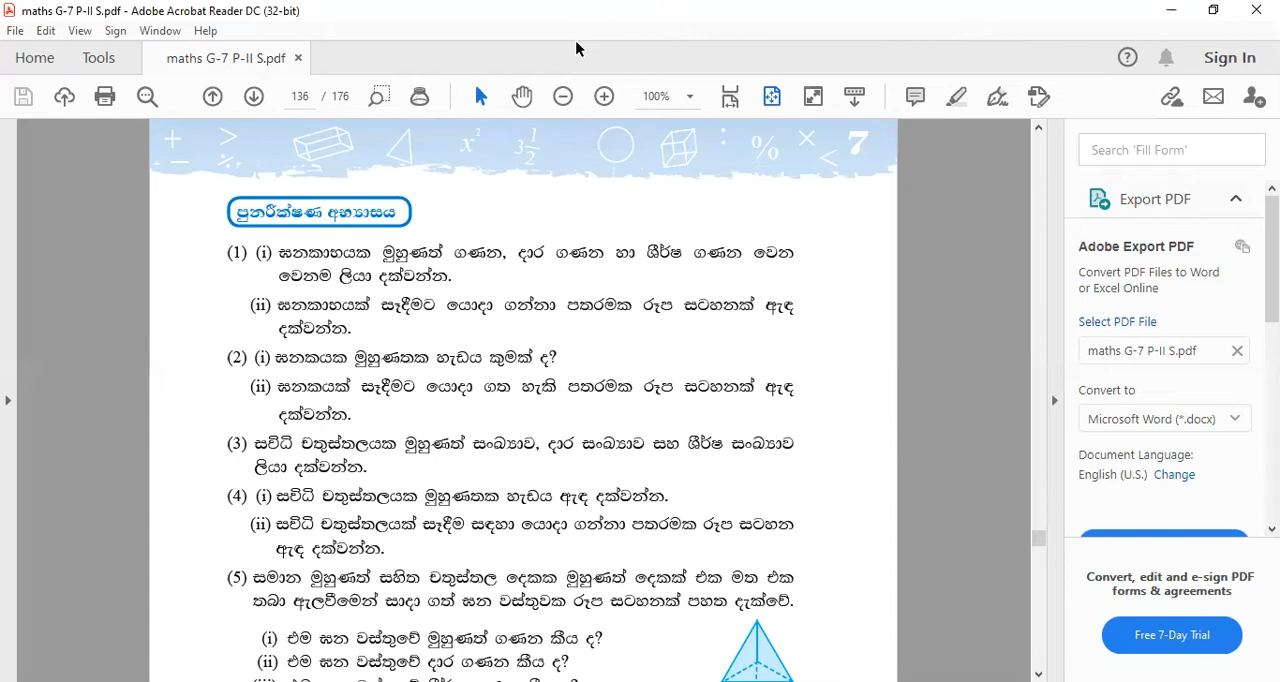 maths G-7 P-II S.pdf - Adobe Acrobat Reader DC (32-bit)
File Edit View Sign Window Help
Home Tools maths G-7 P-II S.pdf × Sign In
136 / 176 100%
+ > x² 3 1/2 : % × 7
− ÷ <
පුනරීක්ෂණ අභ්‍යාසය
(1) (i) ඝනකාභයක මුහුණත් ගණන, දාර ගණන හා ශීර්ෂ ගණන වෙන
වෙනම ලියා දක්වන්න.
(ii) ඝනකාභයක් සෑදීමට යොදා ගන්නා පතරමක රූප සටහනක් ඇඳ
දක්වන්න.
(2) (i) ඝනකයක මුහුණතක හැඩය කුමක් ද?
(ii) ඝනකයක් සෑදීමට යොදා ගත හැකි පතරමක රූප සටහනක් ඇඳ
දක්වන්න.
(3) සවිධි චතුස්තලයක මුහුණත් සංඛ්‍යාව, දාර සංඛ්‍යාව සහ ශීර්ෂ සංඛ්‍යාව
ලියා දක්වන්න.
(4) (i) සවිධි චතුස්තලයක මුහුණතක හැඩය ඇඳ දක්වන්න.
(ii) සවිධි චතුස්තලයක් සෑදීම සඳහා යොදා ගන්නා පතරමක රූප සටහන
ඇඳ දක්වන්න.
(5) සමාන මුහුණත් සහිත චතුස්තල දෙකක මුහුණත් දෙකක් එක මත එක
තබා ඇලවීමෙන් සාදා ගත් ඝන වස්තුවක රූප සටහනක් පහත දැක්වේ.
(i) එම ඝන වස්තුවේ මුහුණත් ගණන කීය ද?
(ii) එම ඝන වස්තුවේ දාර ගණන කීය ද?
Search 'Fill Form'
Export PDF
Adobe Export PDF
Convert PDF Files to Word
or Excel Online
Select PDF File
maths G-7 P-II S.pdf
Convert to
Microsoft Word (*.docx)
Document Language:
English (U.S.) Change
Convert, edit and e-sign PDF
forms & agreements
Free 7-Day Trial